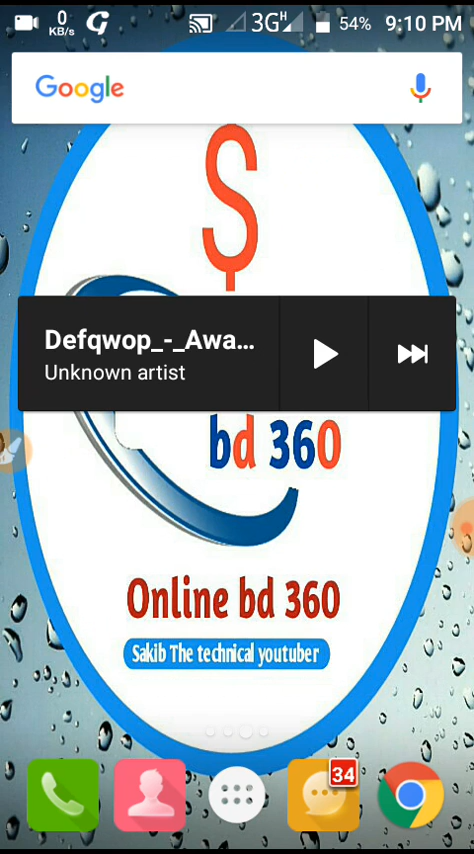 0
KB/s
G
3G H
54%
9:10 PM
Google
$
Defqwop_-_Awa...
Unknown artist
bd 360
Online bd 360
Sakib The technical youtuber
34